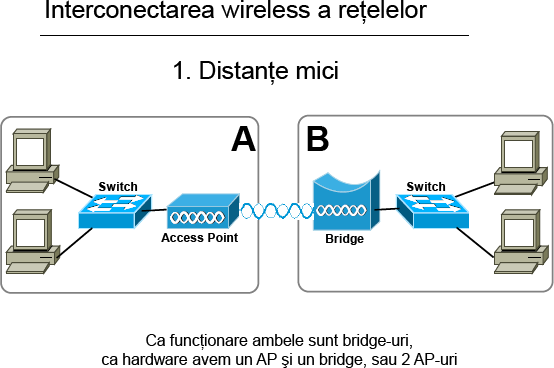 Interconectarea wireless a rețelelor
1. Distanțe mici
A
B
Switch
Access Point
Bridge
Switch
Ca funcționare ambele sunt bridge-uri,
ca hardware avem un AP şi un bridge, sau 2 AP-uri